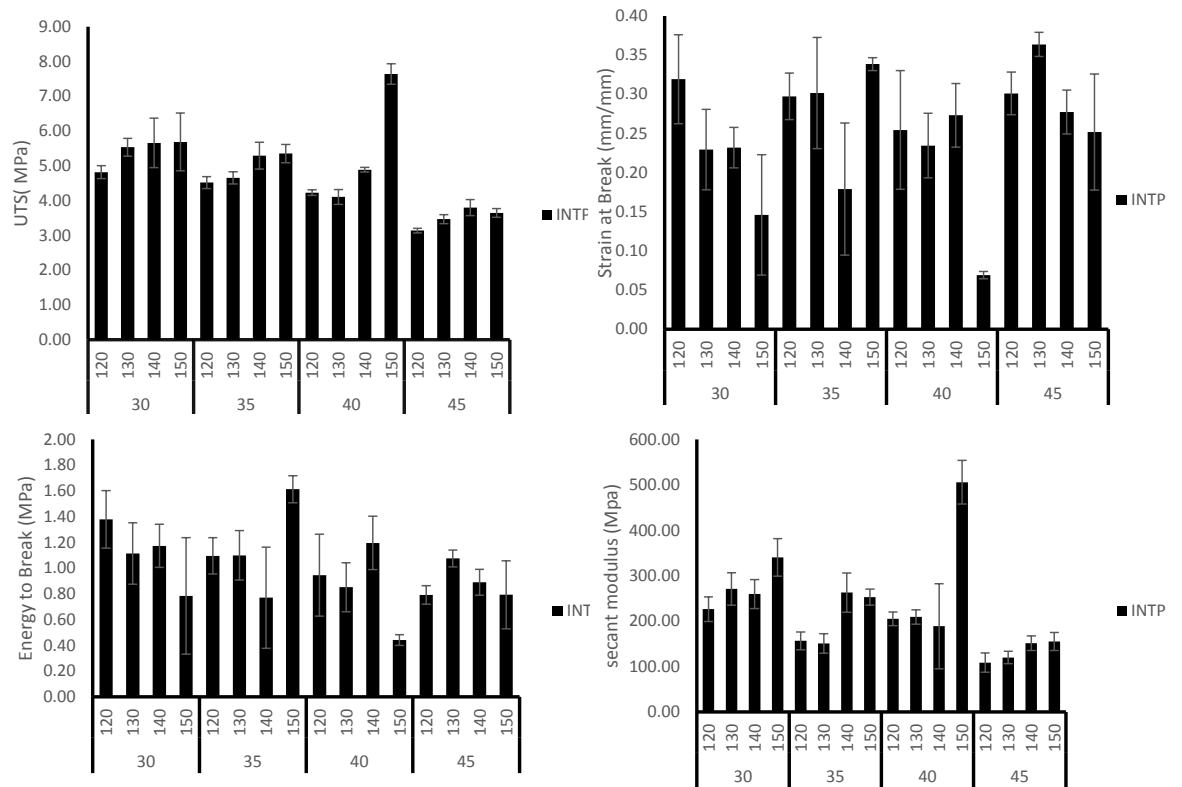 9.00
8.00
7.00
6.00
5.00
4.00
3.00
2.00
1.00
0.00
UTS( MPa)
120 130 140 150 120 130 140 150 120 130 140 150 120 130 140 150
30 35 40 45
INTP
0.40
0.35
0.30
0.25
0.20
0.15
0.10
0.05
0.00
Strain at Break (mm/mm)
120 130 140 150 120 130 140 150 120 130 140 150 120 130 140 150
30 35 40 45
INTP
2.00
1.80
1.60
1.40
1.20
1.00
0.80
0.60
0.40
0.20
0.00
Energy to Break (MPa)
120 130 140 150 120 130 140 150 120 130 140 150 120 130 140 150
30 35 40 45
INT
600.00
500.00
400.00
300.00
200.00
100.00
0.00
secant modulus (Mpa)
120 130 140 150 120 130 140 150 120 130 140 150 120 130 140 150
30 35 40 45
INTP